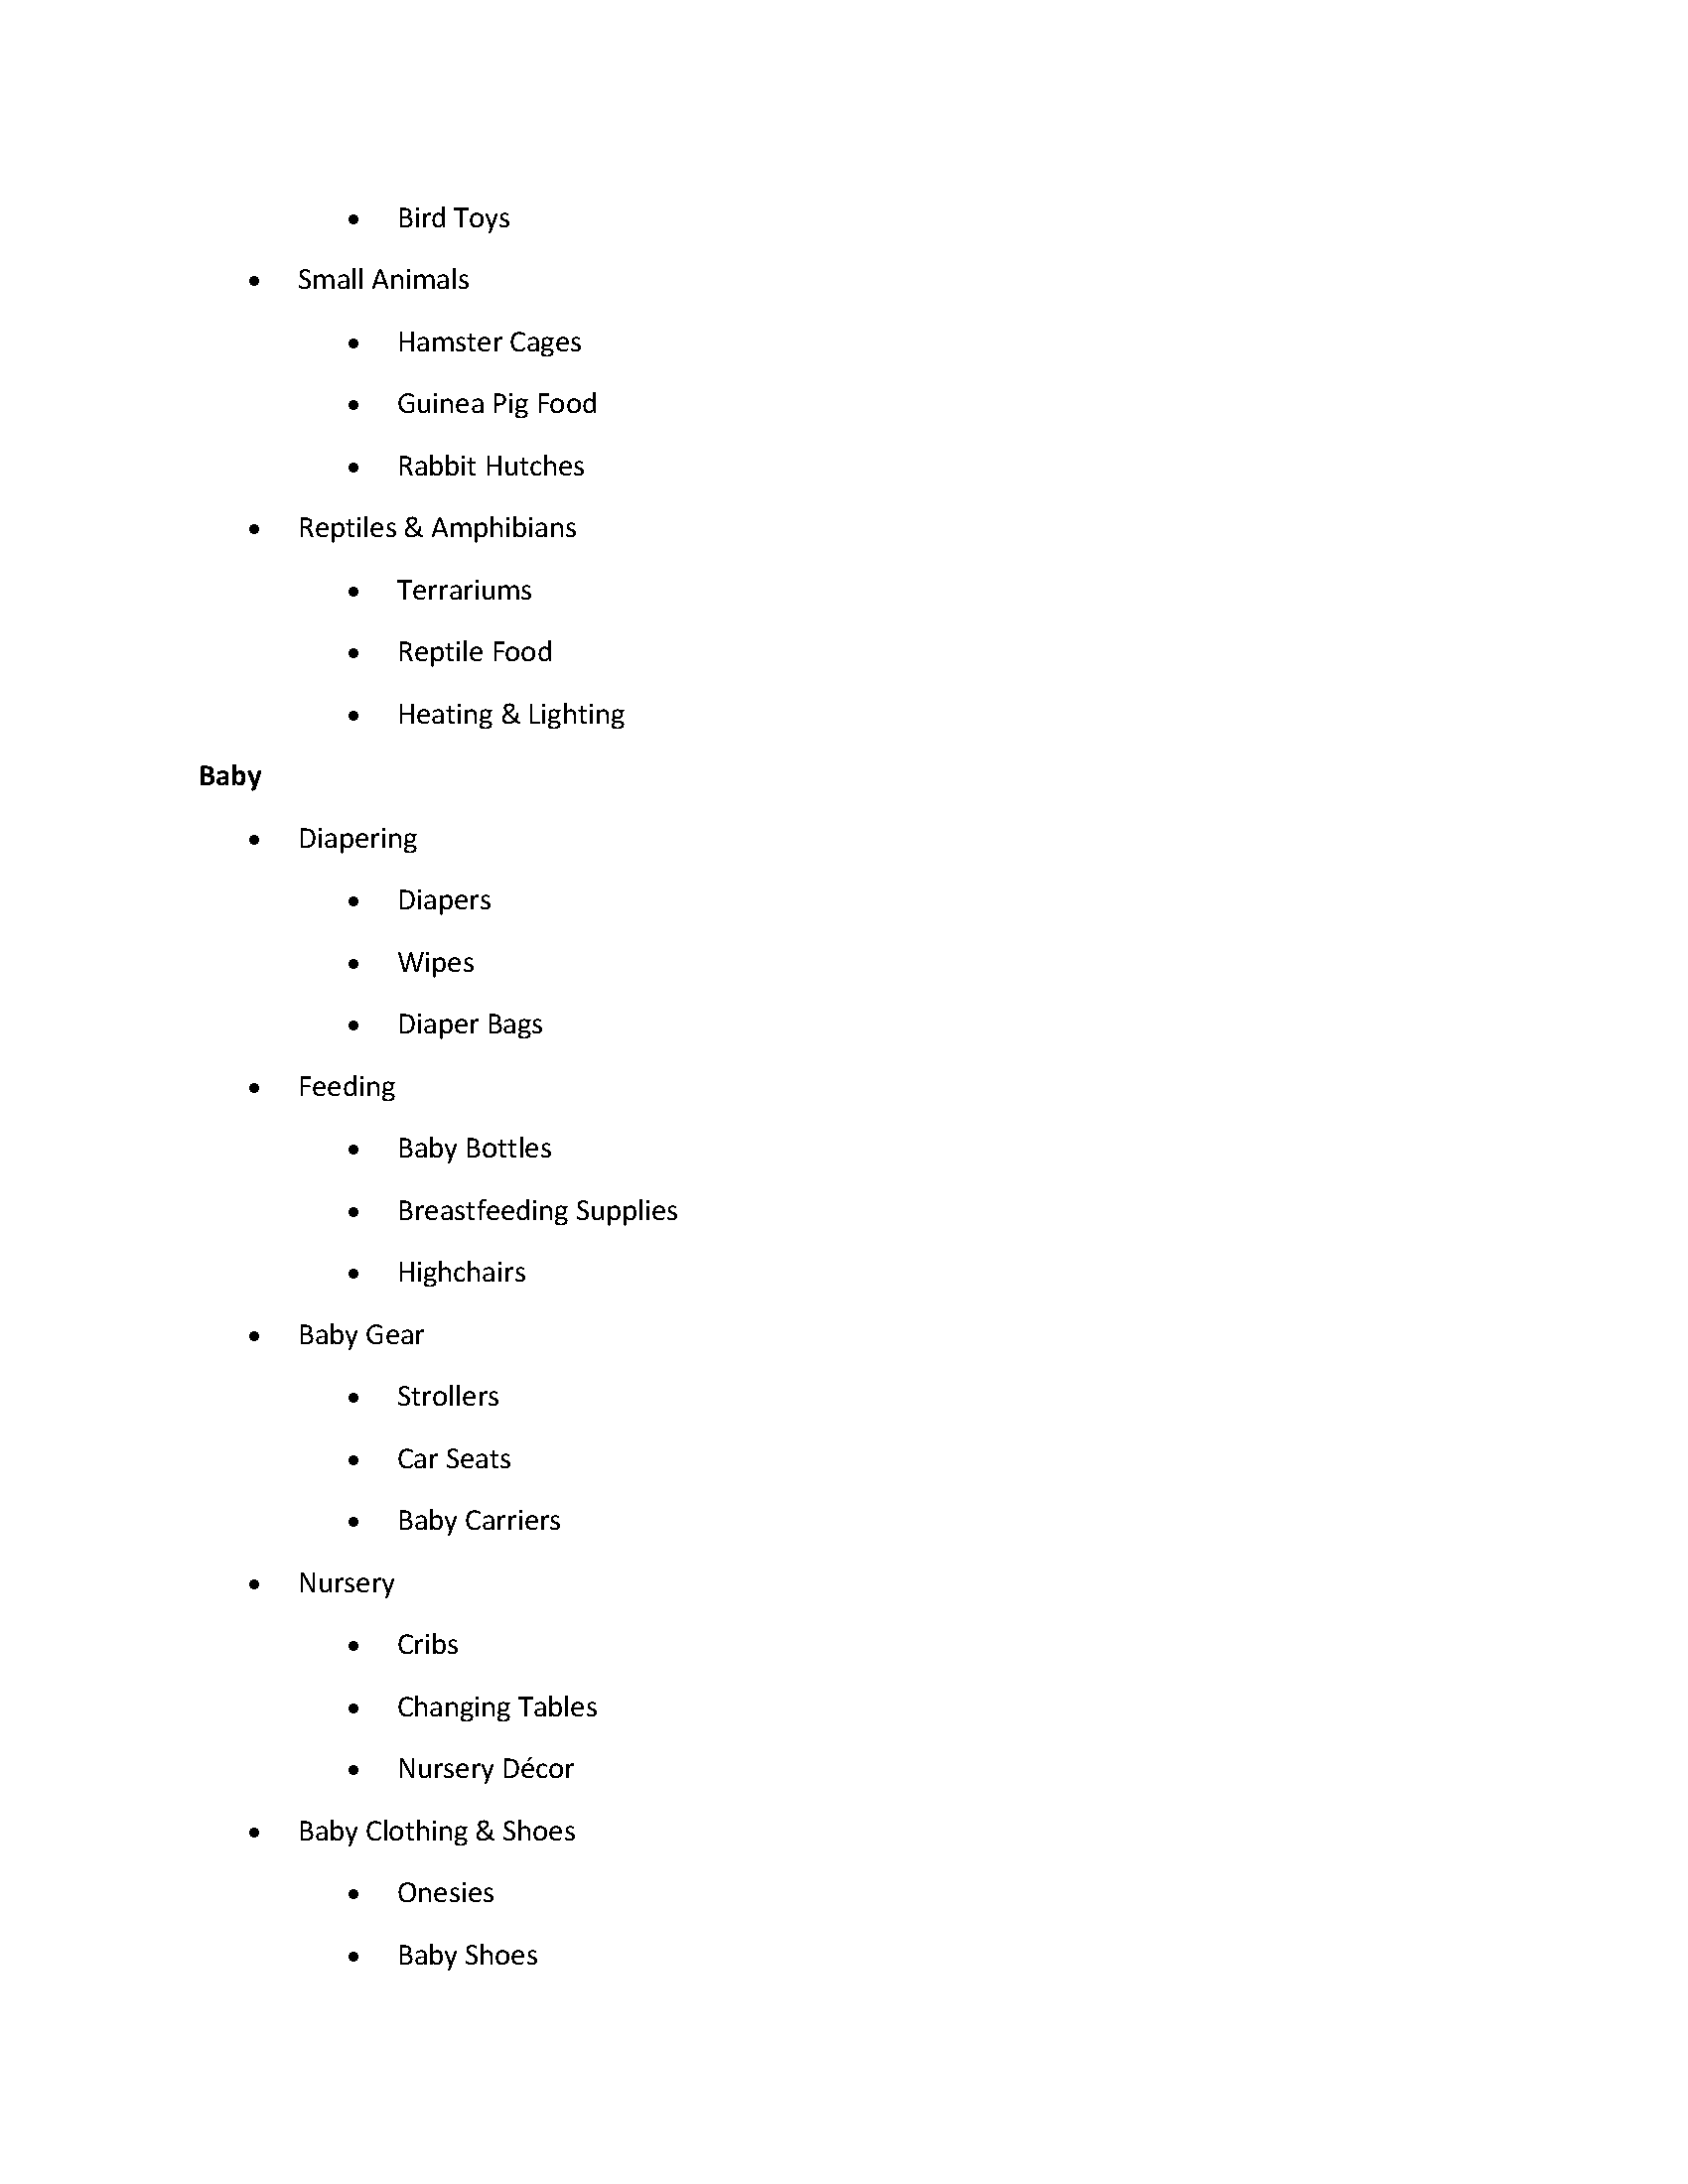 • Bird Toys
• Small Animals
• Hamster Cages
• Guinea Pig Food
• Rabbit Hutches
• Reptiles & Amphibians
• Terrariums
• Reptile Food
• Heating & Lighting
Baby
• Diapering
• Diapers
• Wipes
• Diaper Bags
• Feeding
• Baby Bottles
• Breastfeeding Supplies
• Highchairs
• Baby Gear
• Strollers
• Car Seats
• Baby Carriers
• Nursery
• Cribs
• Changing Tables
• Nursery Décor
• Baby Clothing & Shoes
• Onesies
• Baby Shoes